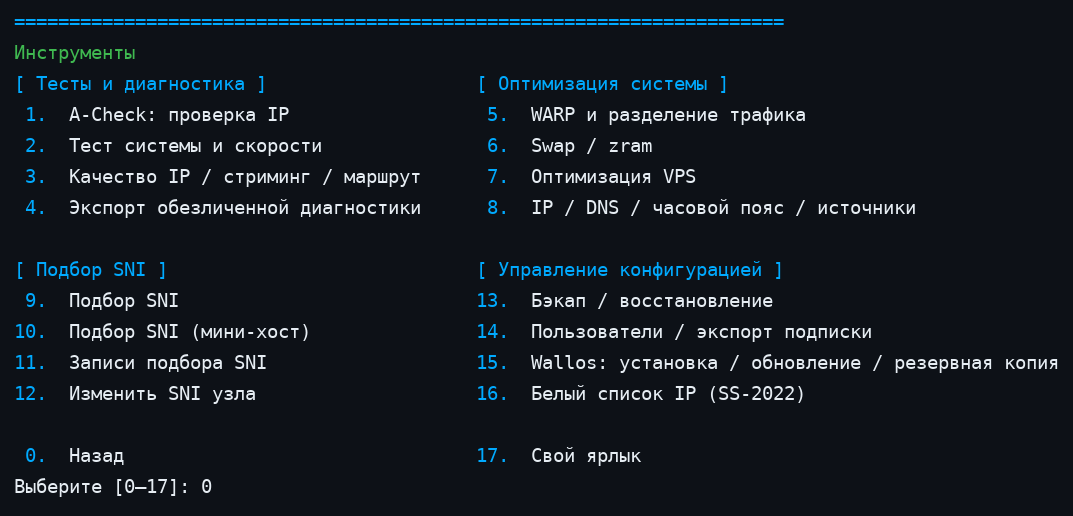 ======================================================================
Инструменты
[ Тесты и диагностика ]                   [ Оптимизация системы ]
 1.  A-Check: проверка IP                  5.  WARP и разделение трафика
 2.  Тест системы и скорости               6.  Swap / zram
 3.  Качество IP / стриминг / маршрут      7.  Оптимизация VPS
 4.  Экспорт обезличенной диагностики      8.  IP / DNS / часовой пояс / источники

[ Подбор SNI ]                            [ Управление конфигурацией ]
 9.  Подбор SNI                           13.  Бэкап / восстановление
10.  Подбор SNI (мини-хост)               14.  Пользователи / экспорт подписки
11.  Записи подбора SNI                   15.  Wallos: установка / обновление / резервная копия
12.  Изменить SNI узла                    16.  Белый список IP (SS-2022)

 0.  Назад                                17.  Свой ярлык
Выберите [0–17]: 0